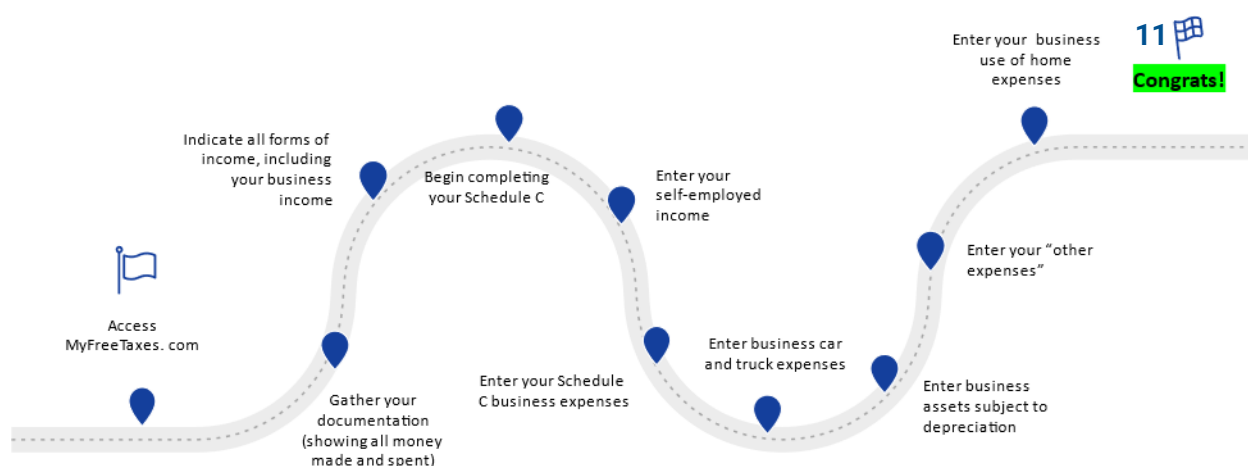 Access
MyFreeTaxes. com
Gather your
documentation
(showing all money
made and spent)
Indicate all forms of
income, including
your business
income
Begin completing
your Schedule C
Enter your
self-employed
income
Enter your Schedule
C business expenses
Enter business car
and truck expenses
Enter business
assets subject to
depreciation
Enter your “other
expenses”
Enter your business
use of home
expenses
11
Congrats!